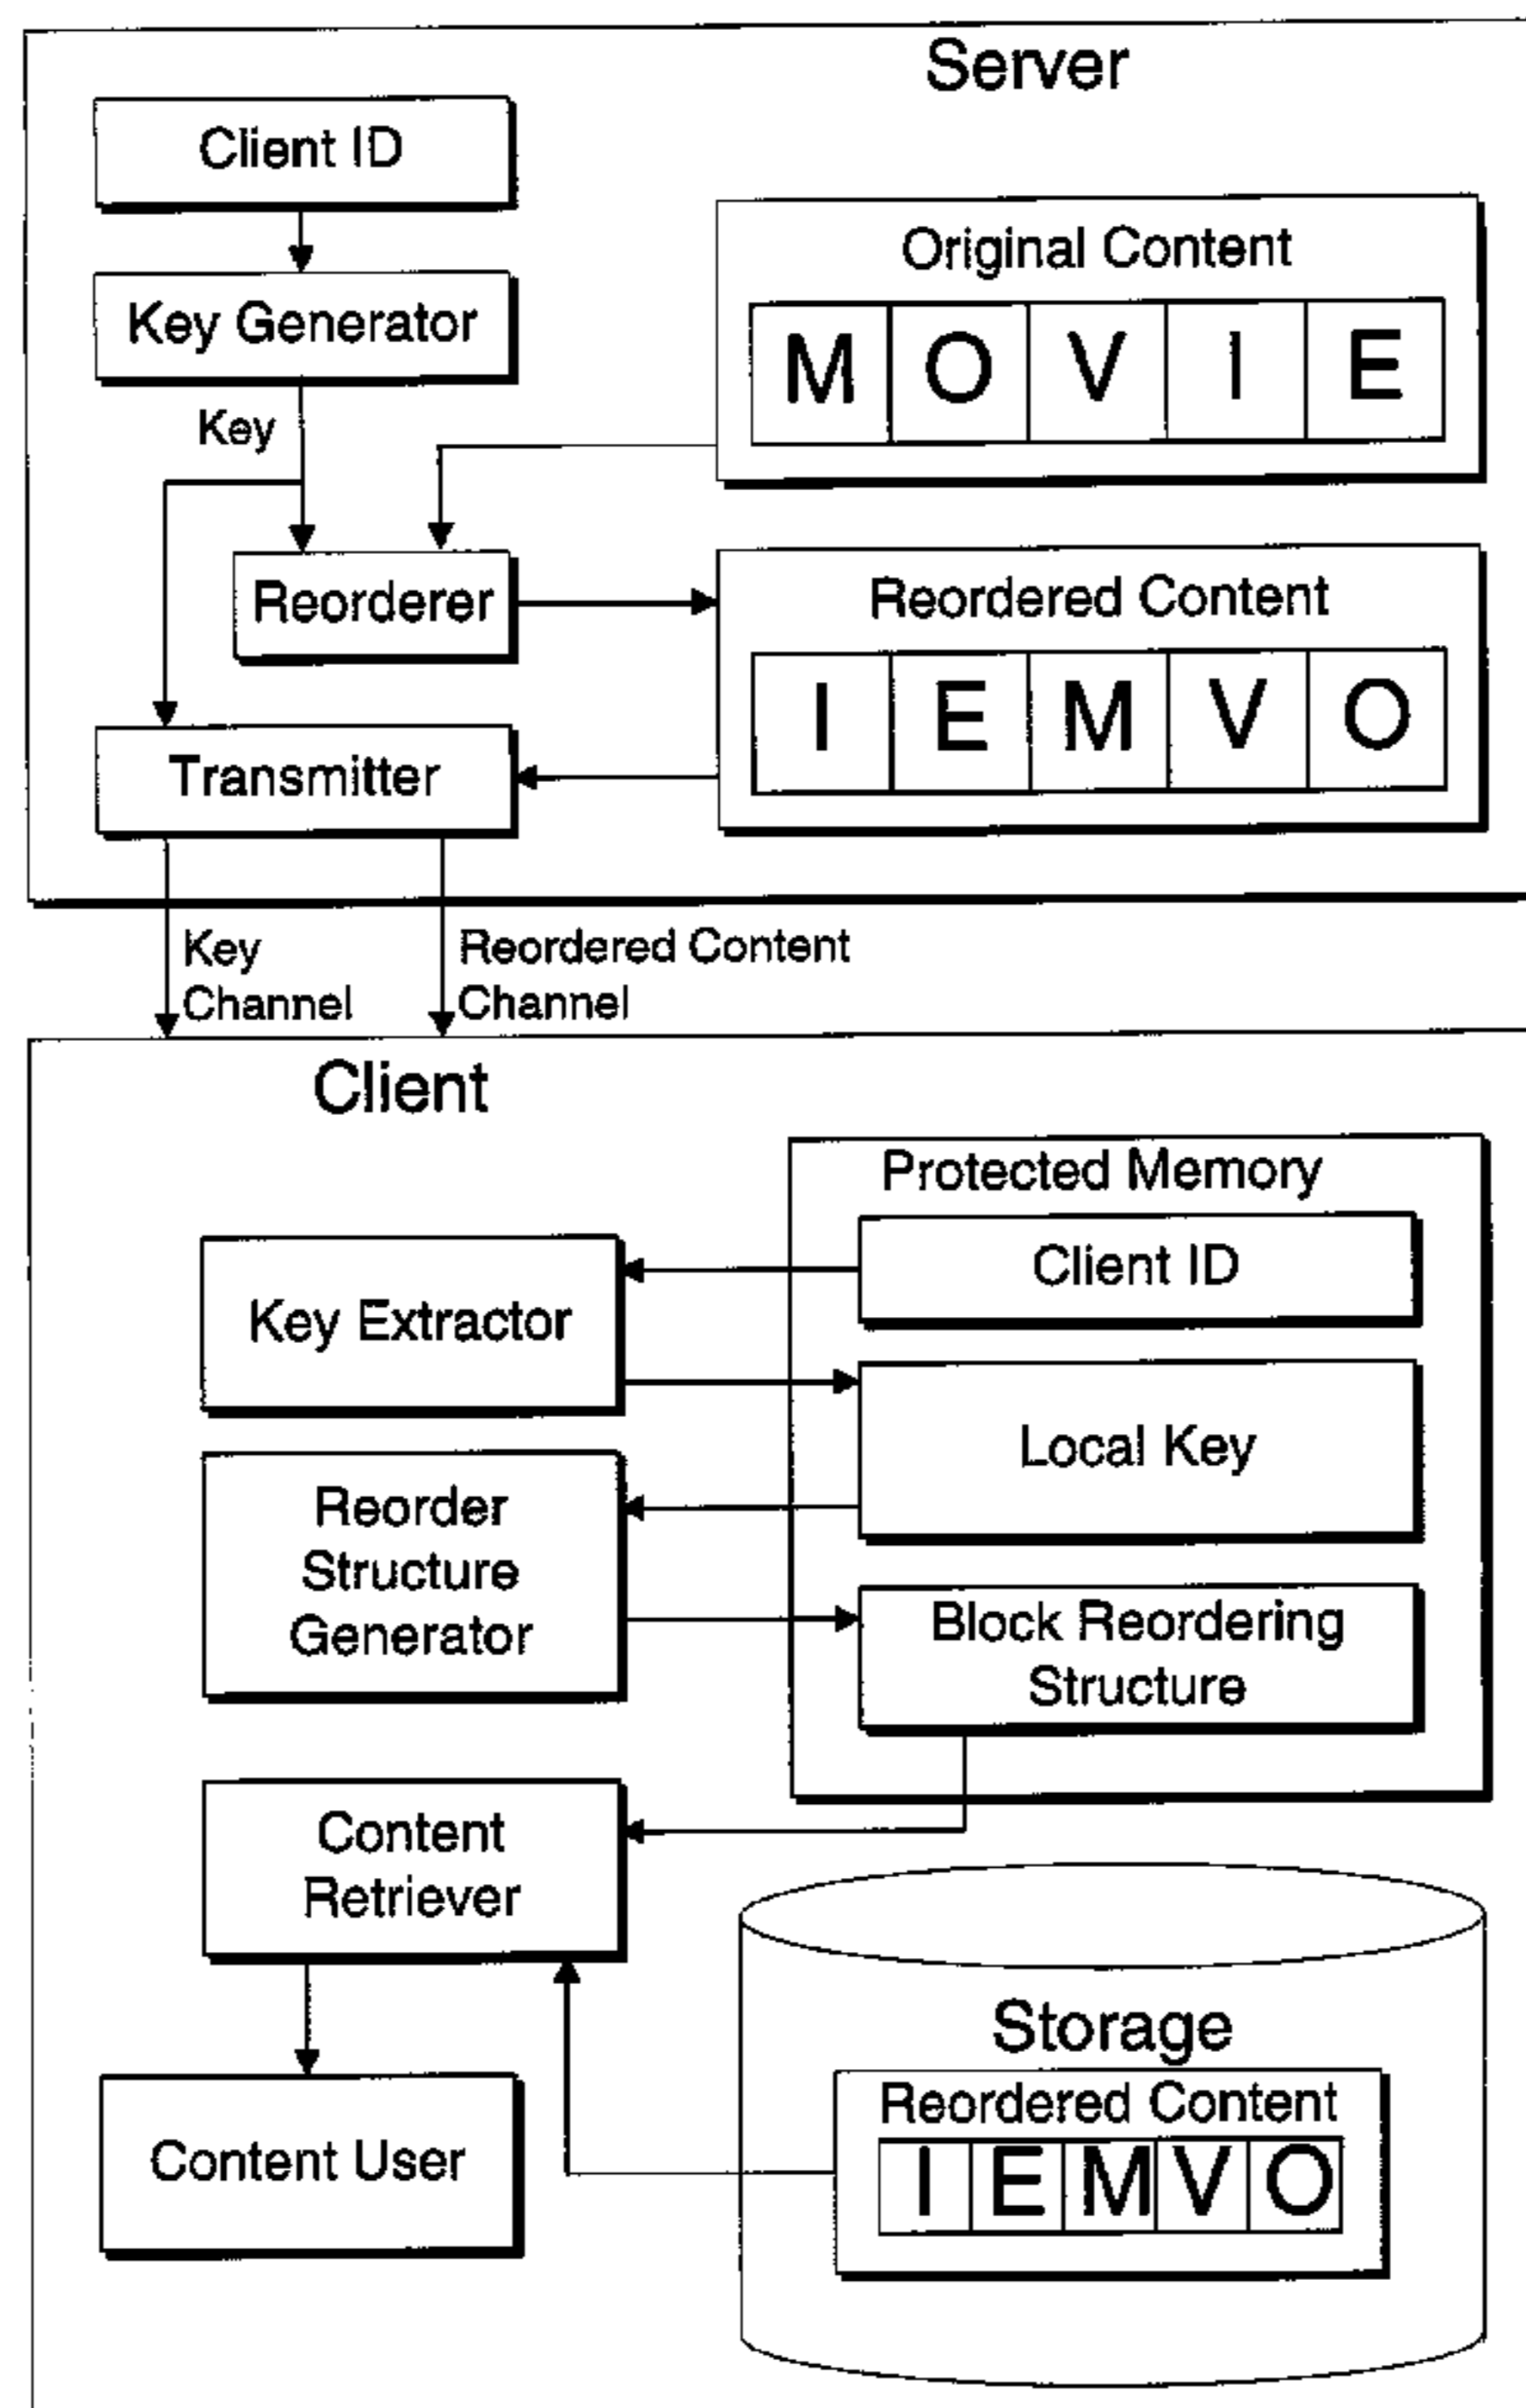 Server
Client ID
Original Content
Key Generator
M O V I E
Key
Reorderer
Reordered Content
I E M V O
Transmitter
Key
Channel
Reordered Content
Channel
Client
Protected Memory
Client ID
Key Extractor
Local Key
Reorder
Structure
Generator
Block Reordering
Structure
Content
Retriever
Storage
Reordered Content
I E M V O
Content User